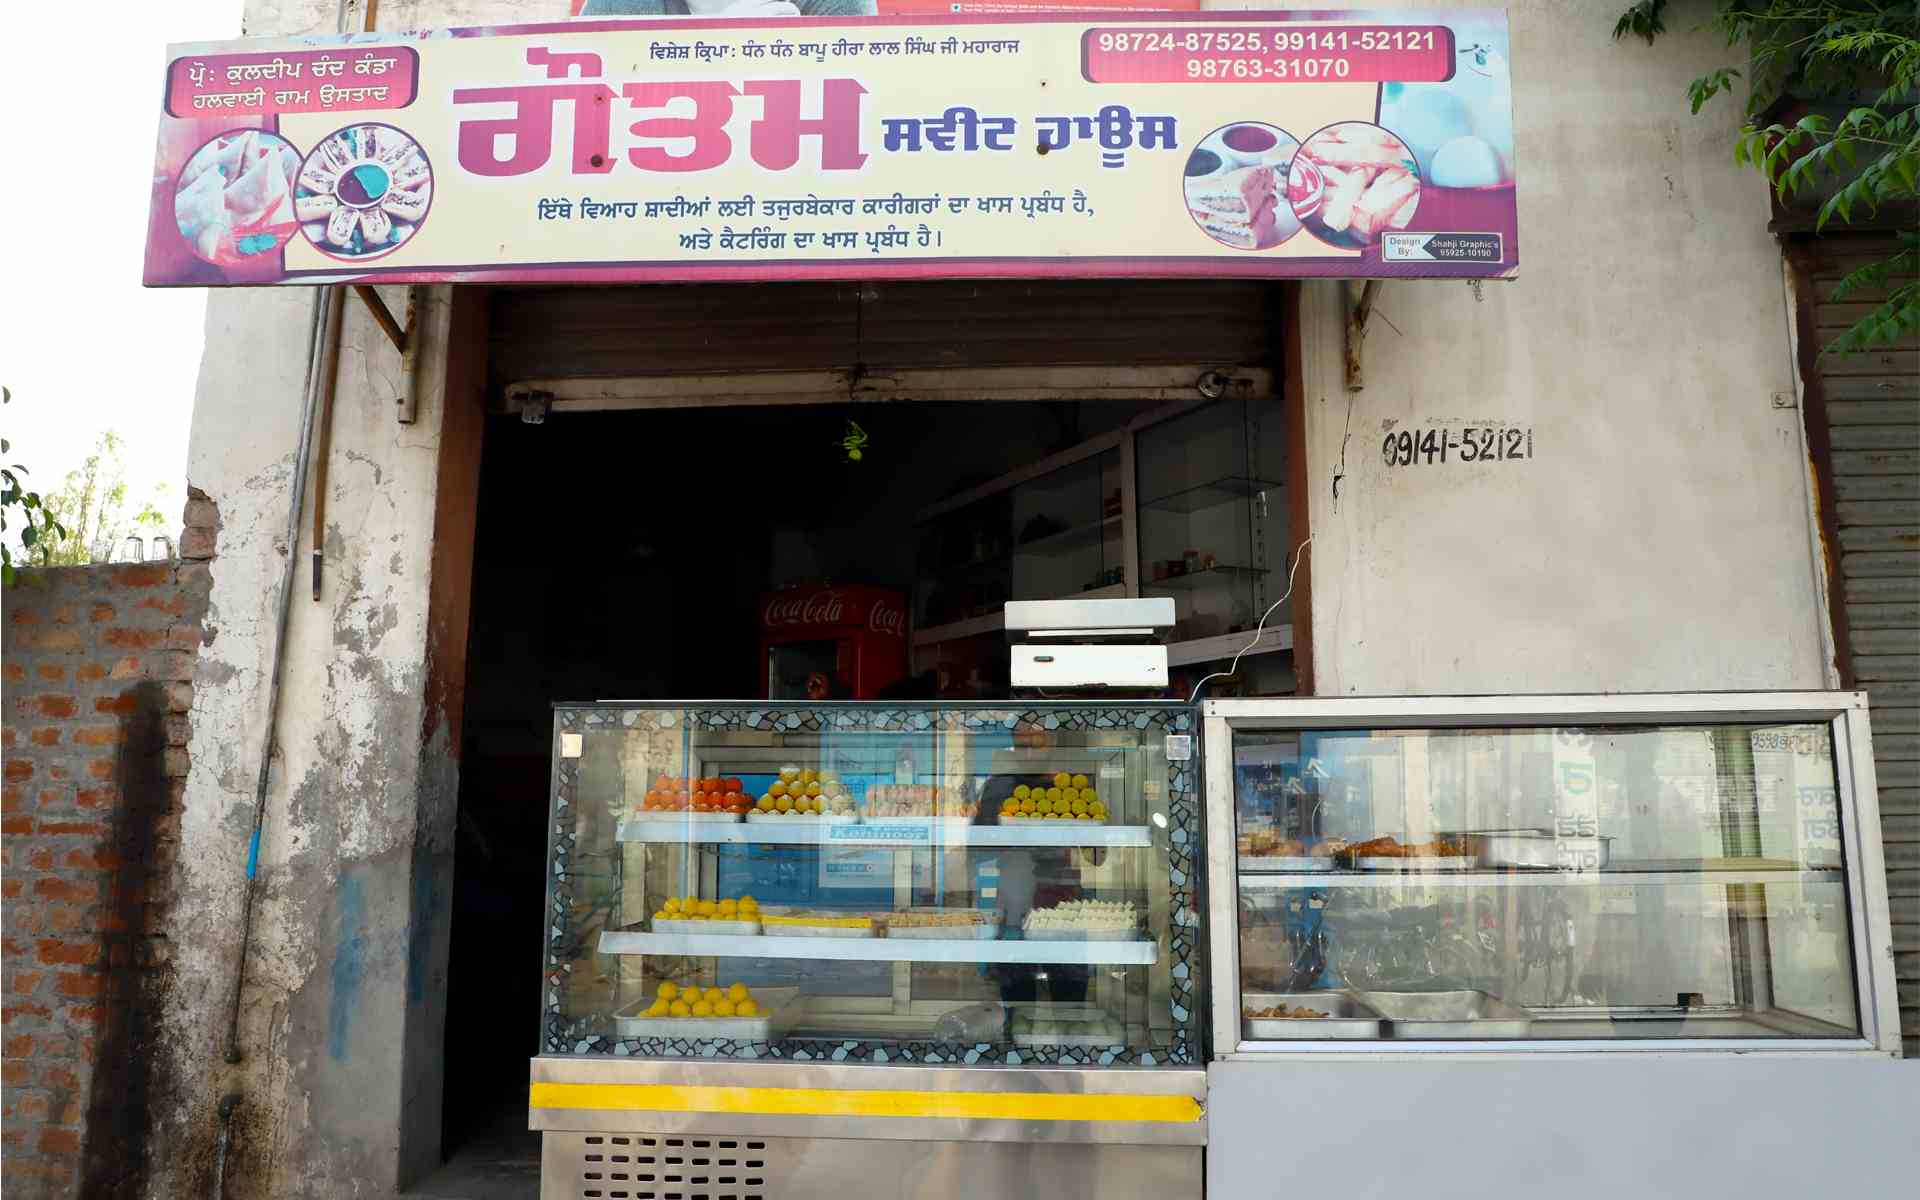 ਵਿਸ਼ੇਸ਼ ਕ੍ਰਿਪਾ: ਧੰਨ ਧੰਨ ਬਾਪੂ ਹੀਰਾ ਲਾਲ ਸਿੰਘ ਜੀ ਮਹਾਰਾਜ
ਪ੍ਰੋ: ਕੁਲਦੀਪ ਚੰਦ ਕੰਡਾ
ਹਲਵਾਈ ਰਾਮ ਉਸਤਾਦ
98724-87525, 99141-52121
98763-31070
ਗੌਤਮ ਸਵੀਟ ਹਾਊਸ
ਇੱਥੇ ਵਿਆਹ ਸ਼ਾਦੀਆਂ ਲਈ ਤਜੁਰਬੇਕਾਰ ਕਾਰੀਗਰਾਂ ਦਾ ਖਾਸ ਪ੍ਰਬੰਧ ਹੈ,
ਅਤੇ ਕੈਟਰਿੰਗ ਦਾ ਖਾਸ ਪ੍ਰਬੰਧ ਹੈ।
Design By: Shahji Graphic's
95925-10190
99141-52121
Coca-Cola
Kohinoor